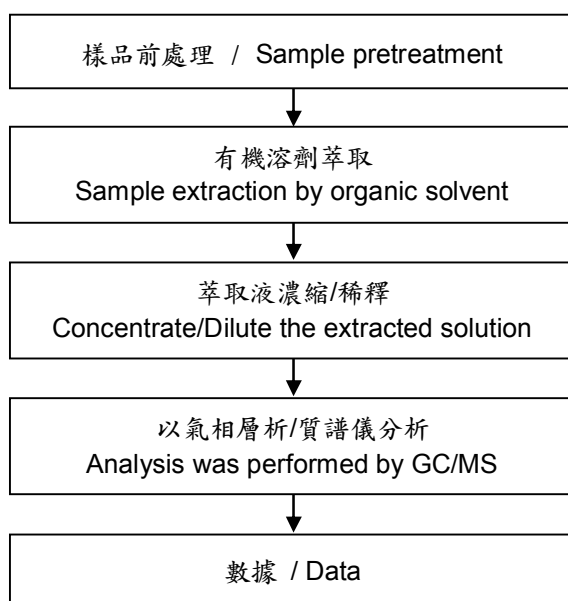 樣品前處理 / Sample pretreatment
有機溶劑萃取
Sample extraction by organic solvent
萃取液濃縮/稀釋
Concentrate/Dilute the extracted solution
以氣相層析/質譜儀分析
Analysis was performed by GC/MS
數據 / Data